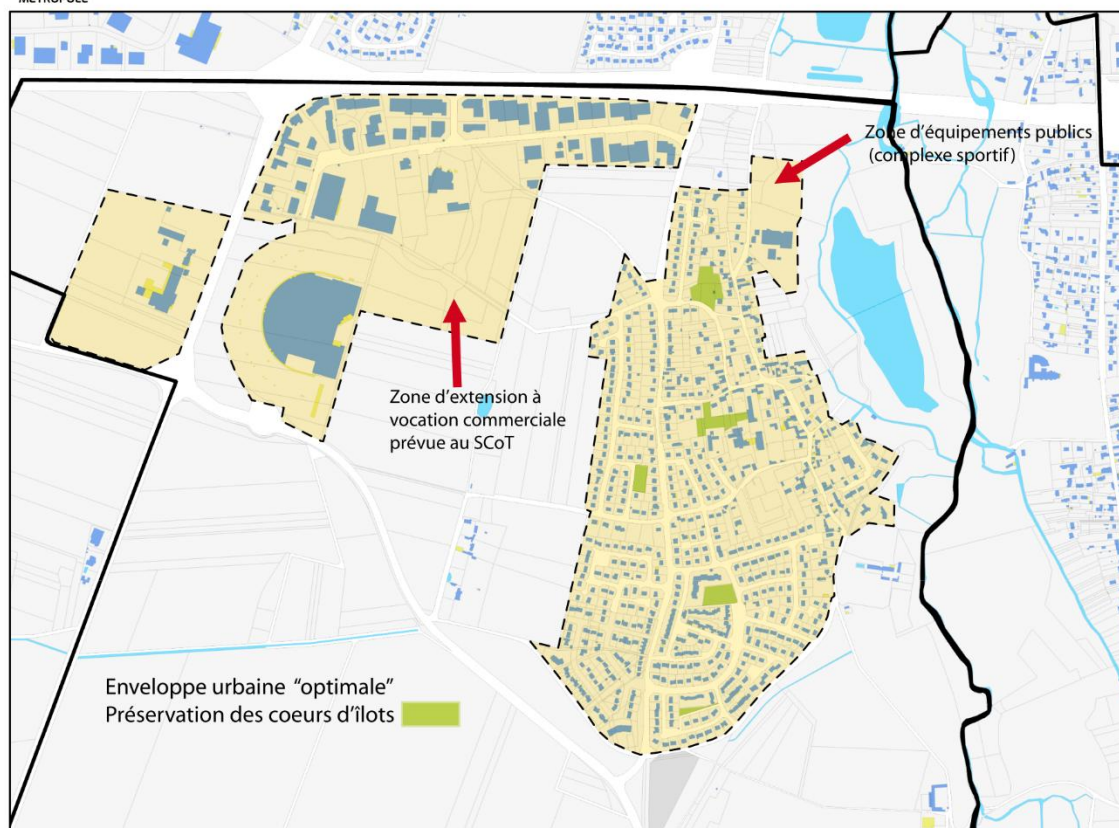 MÉTROPOLE
Zone d'équipements publics
(complexe sportif)
Zone d'extension à
vocation commerciale
prévue au SCoT
Enveloppe urbaine "optimale"
Préservation des coeurs d'îlots